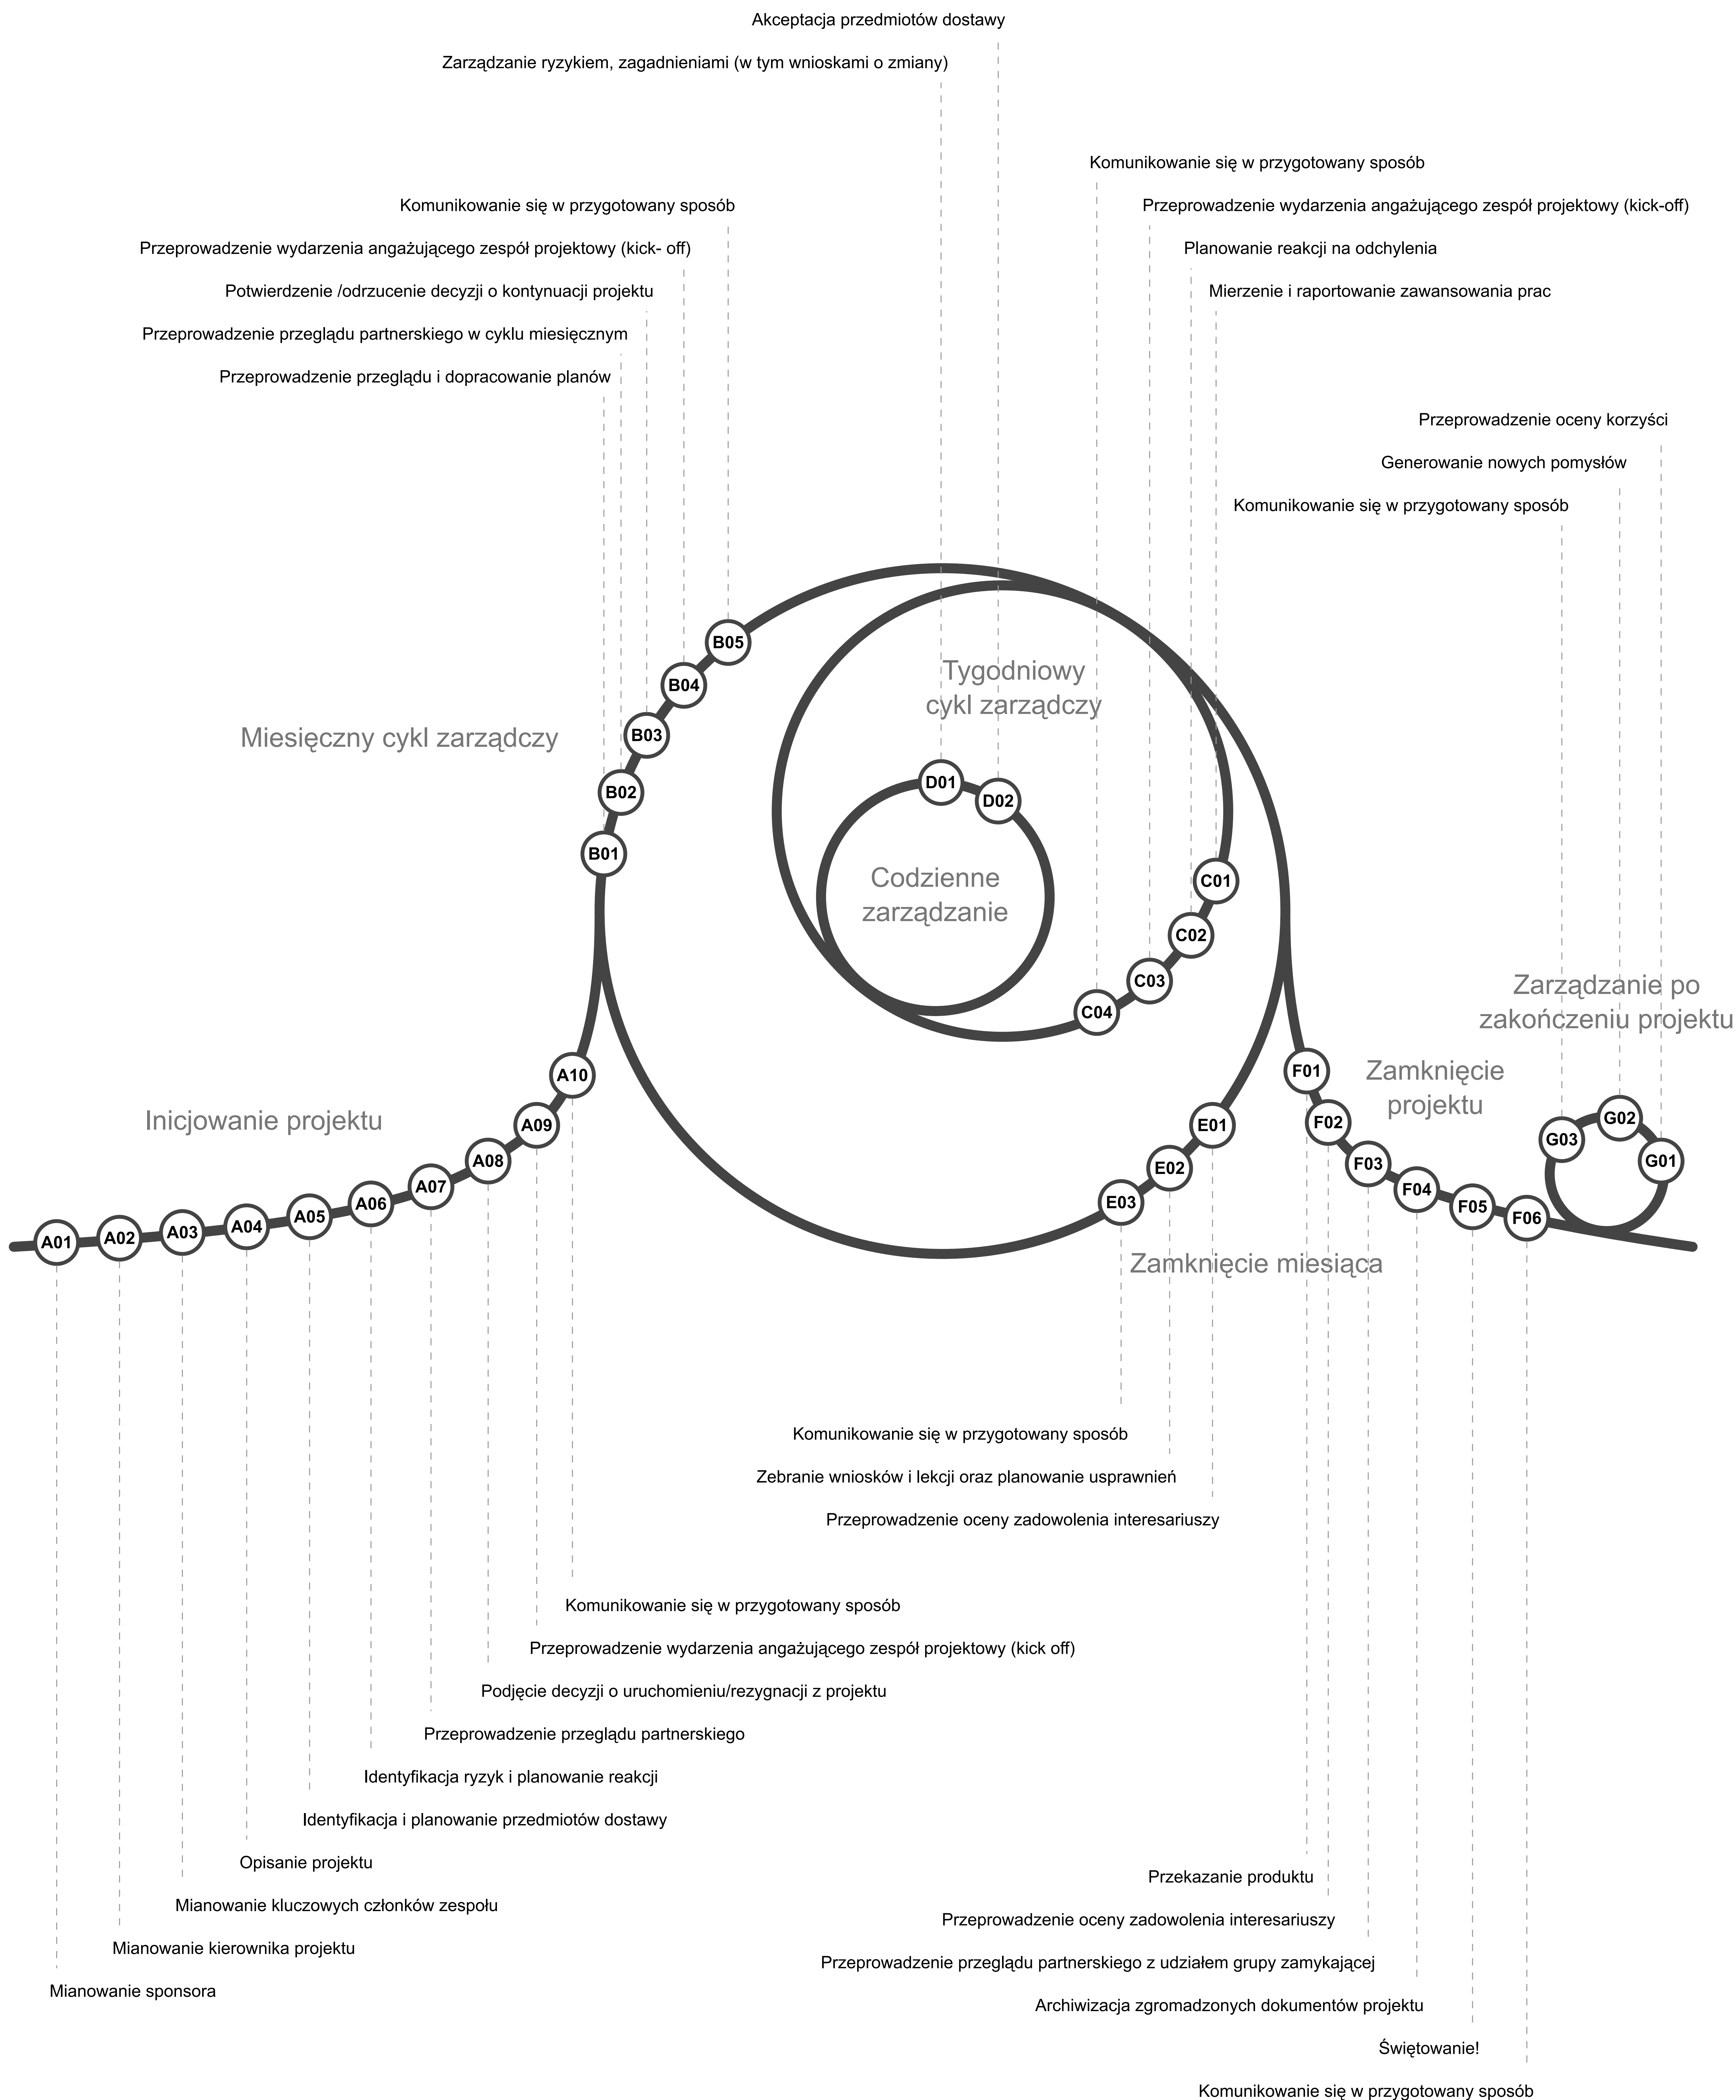 Akceptacja przedmiotów dostawy
Zarządzanie ryzykiem, zagadnieniami (w tym wnioskami o zmiany)
Komunikowanie się w przygotowany sposób
Przeprowadzenie wydarzenia angażującego zespół projektowy (kick-off)
Planowanie reakcji na odchylenia
Mierzenie i raportowanie zawansowania prac
Komunikowanie się w przygotowany sposób
Przeprowadzenie wydarzenia angażującego zespół projektowy (kick- off)
Potwierdzenie /odrzucenie decyzji o kontynuacji projektu
Przeprowadzenie przeglądu partnerskiego w cyklu miesięcznym
Przeprowadzenie przeglądu i dopracowanie planów
Przeprowadzenie oceny korzyści
Generowanie nowych pomysłów
Komunikowanie się w przygotowany sposób
B05
B04
B03
B02
B01
Miesięczny cykl zarządczy
Tygodniowy
cykl zarządczy
D01
D02
Codzienne
zarządzanie
C01
C02
C03
C04
Zarządzanie po
zakończeniu projektu
Zamknięcie
projektu
Inicjowanie projektu
A01
A02
A03
A04
A05
A06
A07
A08
A09
A10
E01
E02
E03
Zamknięcie miesiąca
F01
F02
F03
F04
F05
F06
G03
G02
G01
Komunikowanie się w przygotowany sposób
Zebranie wniosków i lekcji oraz planowanie usprawnień
Przeprowadzenie oceny zadowolenia interesariuszy
Komunikowanie się w przygotowany sposób
Przeprowadzenie wydarzenia angażującego zespół projektowy (kick off)
Podjęcie decyzji o uruchomieniu/rezygnacji z projektu
Przeprowadzenie przeglądu partnerskiego
Identyfikacja ryzyk i planowanie reakcji
Identyfikacja i planowanie przedmiotów dostawy
Opisanie projektu
Mianowanie kluczowych członków zespołu
Mianowanie kierownika projektu
Mianowanie sponsora
Przekazanie produktu
Przeprowadzenie oceny zadowolenia interesariuszy
Przeprowadzenie przeglądu partnerskiego z udziałem grupy zamykającej
Archiwizacja zgromadzonych dokumentów projektu
Świętowanie!
Komunikowanie się w przygotowany sposób